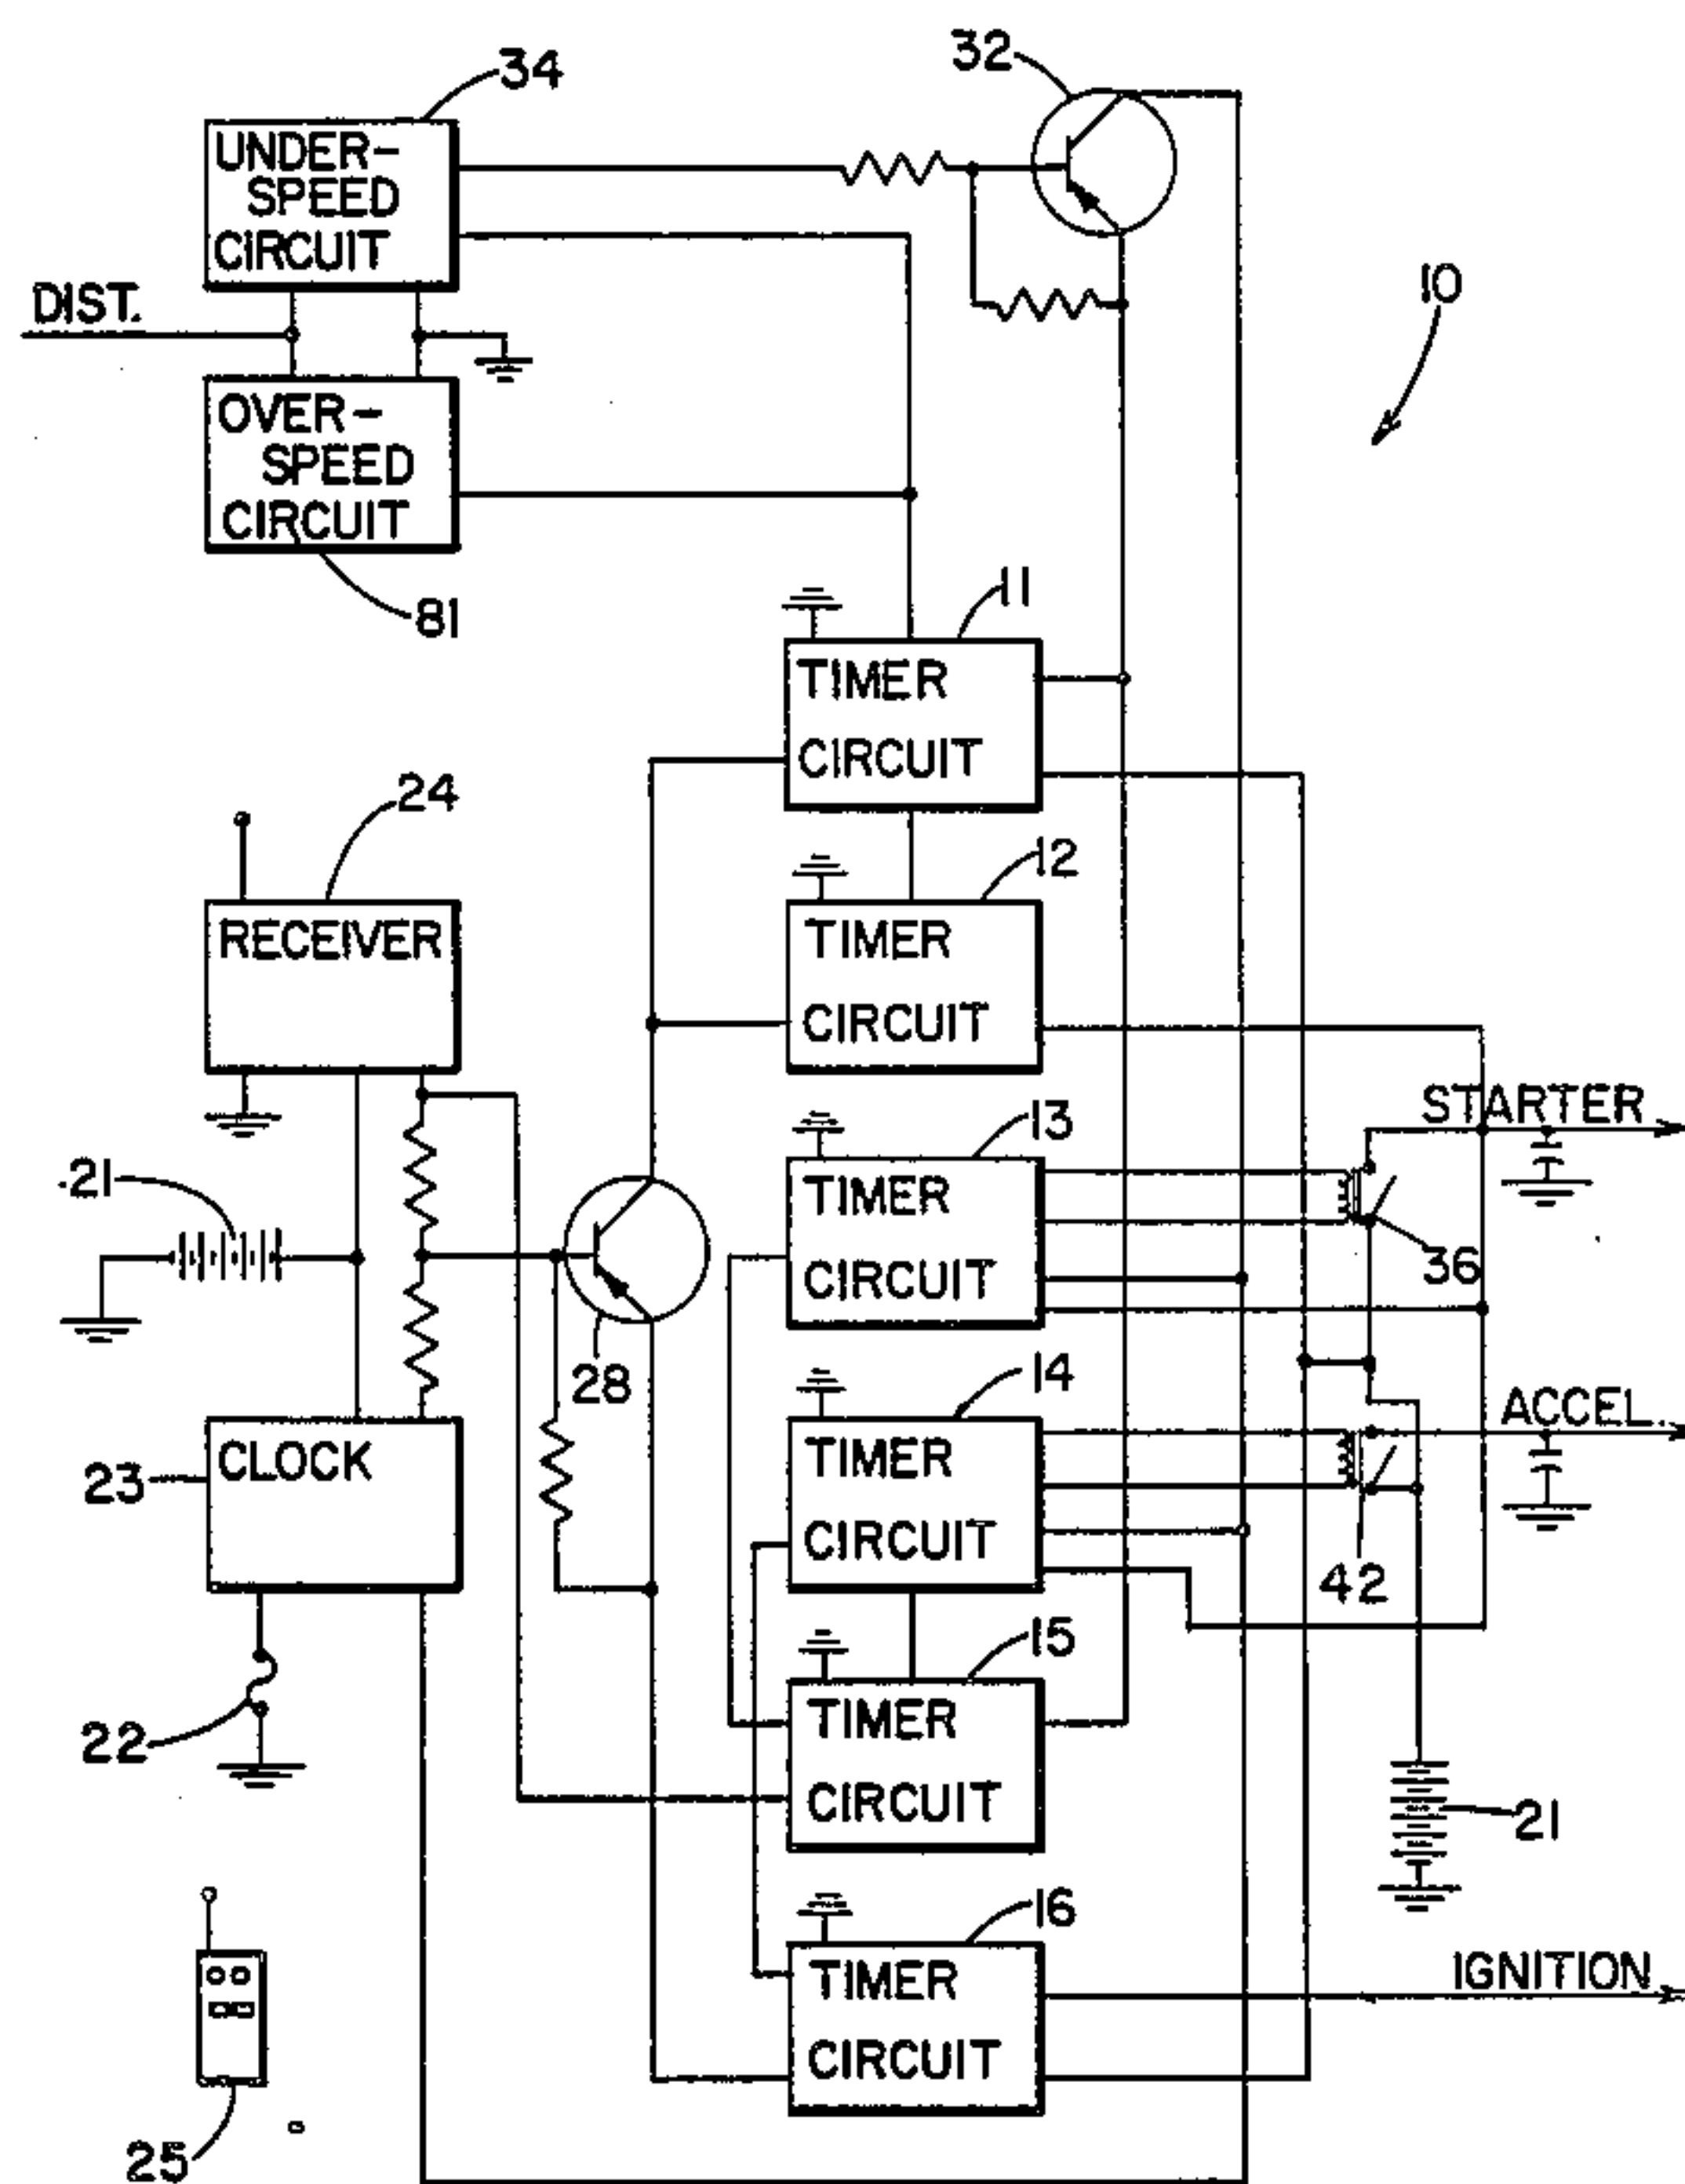 34
32
UNDER-
SPEED
CIRCUIT
10
DIST.
OVER-
SPEED
CIRCUIT
81
11
TIMER
CIRCUIT
24
12
RECEIVER
TIMER
CIRCUIT
STARTER
13
21
TIMER
CIRCUIT
36
28
14
ACCEL.
CLOCK
23
TIMER
CIRCUIT
42
15
22
TIMER
CIRCUIT
21
16
IGNITION
TIMER
CIRCUIT
25